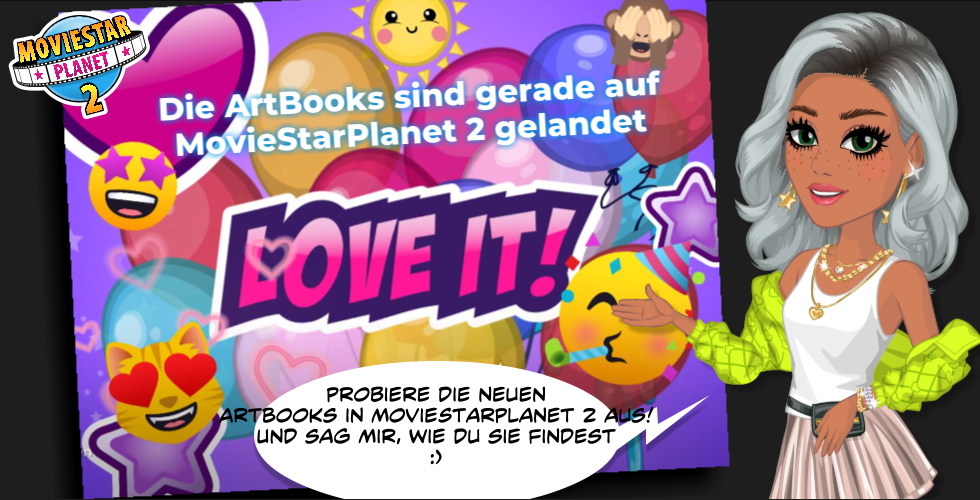 MOVIESTAR
PLANET
2
Die ArtBooks sind gerade auf
MovieStarPlanet 2 gelandet
LOVE IT!
PROBIERE DIE NEUEN
ARTBOOKS IN MOVIESTARPLANET 2 AUS!
UND SAG MIR, WIE DU SIE FINDEST
:)